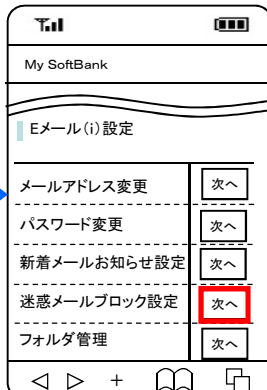 My SoftBank
Eメール(i)設定
メールアドレス変更 次へ
パスワード変更 次へ
新着メールお知らせ設定 次へ
迷惑メールブロック設定 次へ
フォルダ管理 次へ